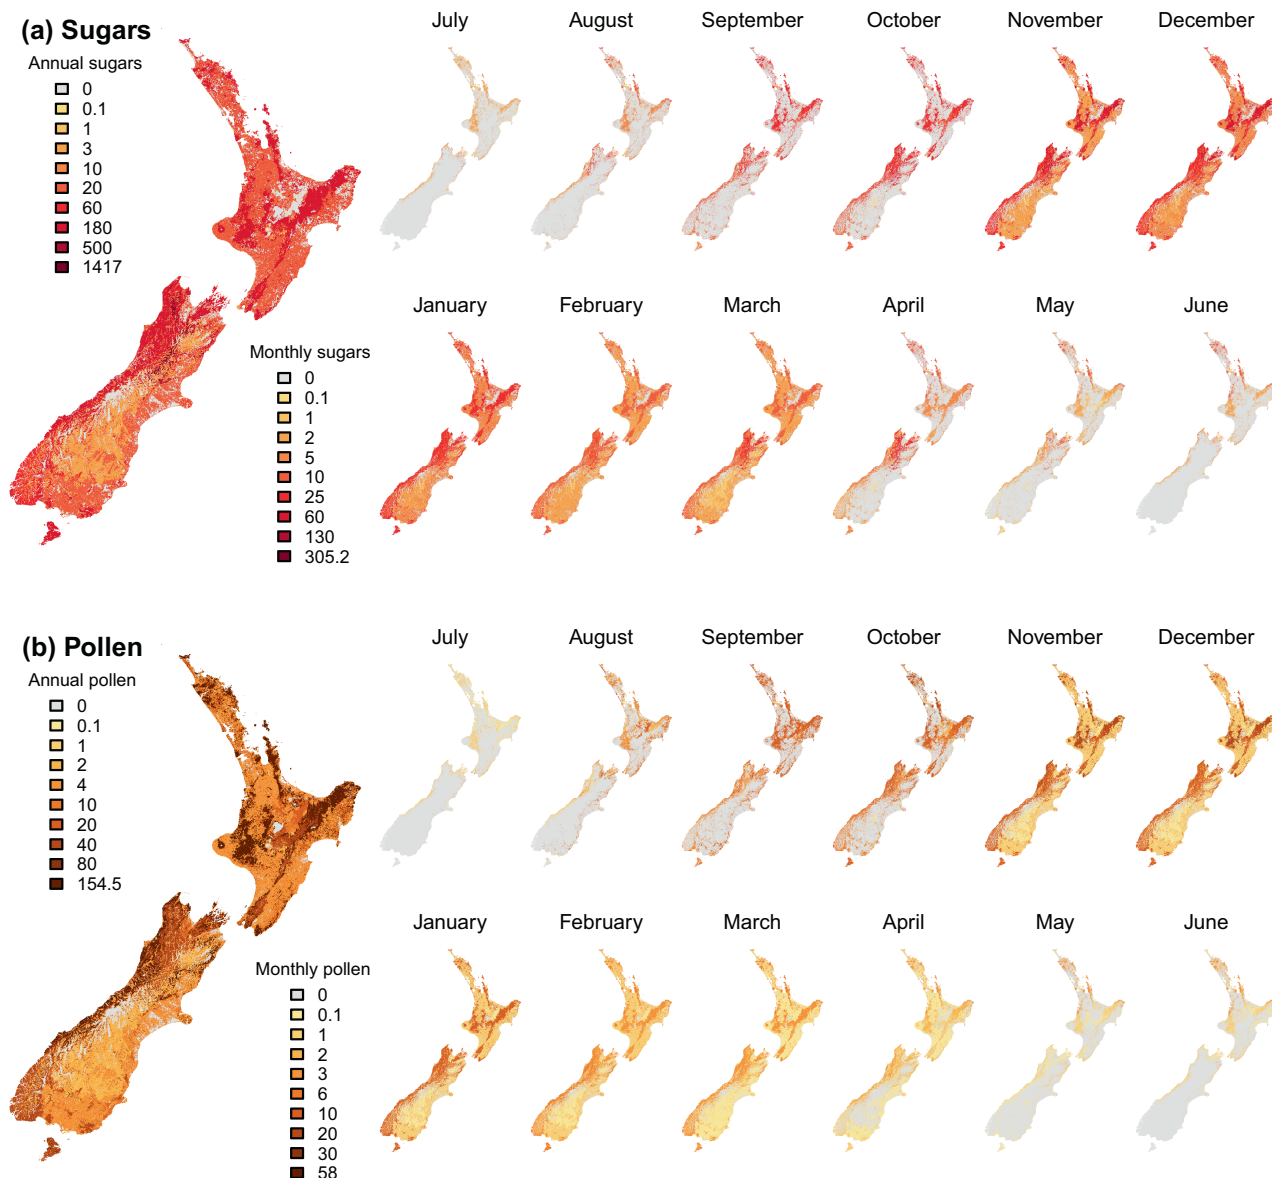 (a) Sugars
Annual sugars
0
0.1
1
3
10
20
60
180
500
1417
July
August
September
October
November
December
January
February
March
April
May
June
Monthly sugars
0
0.1
1
2
5
10
25
60
130
305.2
(b) Pollen
Annual pollen
0
0.1
1
2
4
10
20
40
80
154.5
July
August
September
October
November
December
January
February
March
April
May
June
Monthly pollen
0
0.1
1
2
3
6
10
20
30
58